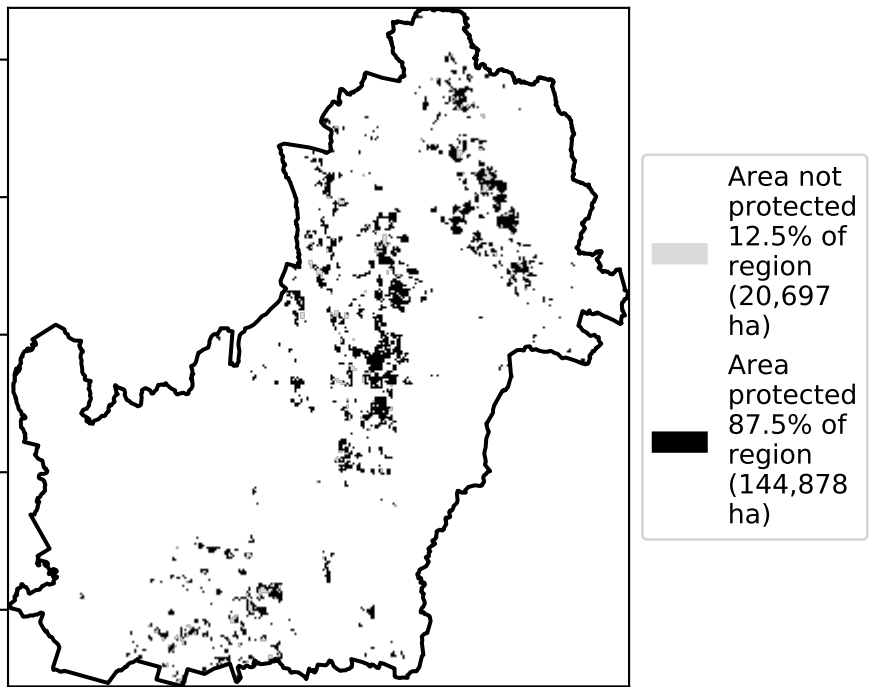 Area not
protected
12.5% of
region
(20,697
ha)
Area
protected
87.5% of
region
(144,878
ha)